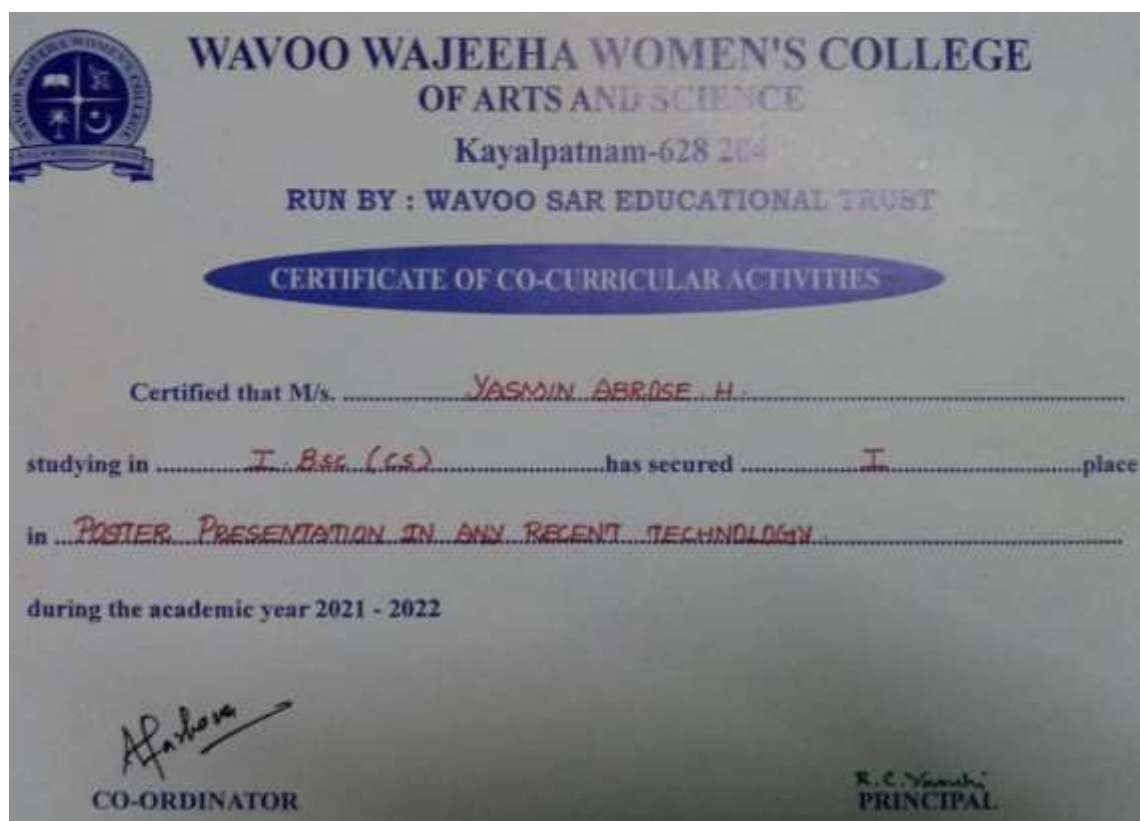 WAVOO WAJEEHA WOMEN'S COLLEGE
OF ARTS AND SCIENCE
Kayalpatnam-628 204
RUN BY : WAVOO SAR EDUCATIONAL TRUST
CERTIFICATE OF CO-CURRICULAR ACTIVITIES
Certified that M/s. YASMIN ABROSE . H.
studying in I. Bsc (CS) has secured I place
in POSTER PRESENTATION IN ANY RECENT TECHNOLOGY.
during the academic year 2021 - 2022
CO-ORDINATOR
PRINCIPAL